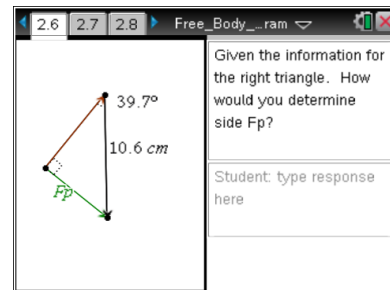 2.6 2.7 2.8 Free_Body_...ram
39.7°
10.6 cm
Fp
Given the information for
the right triangle. How
would you determine
side Fp?
Student: type response
here